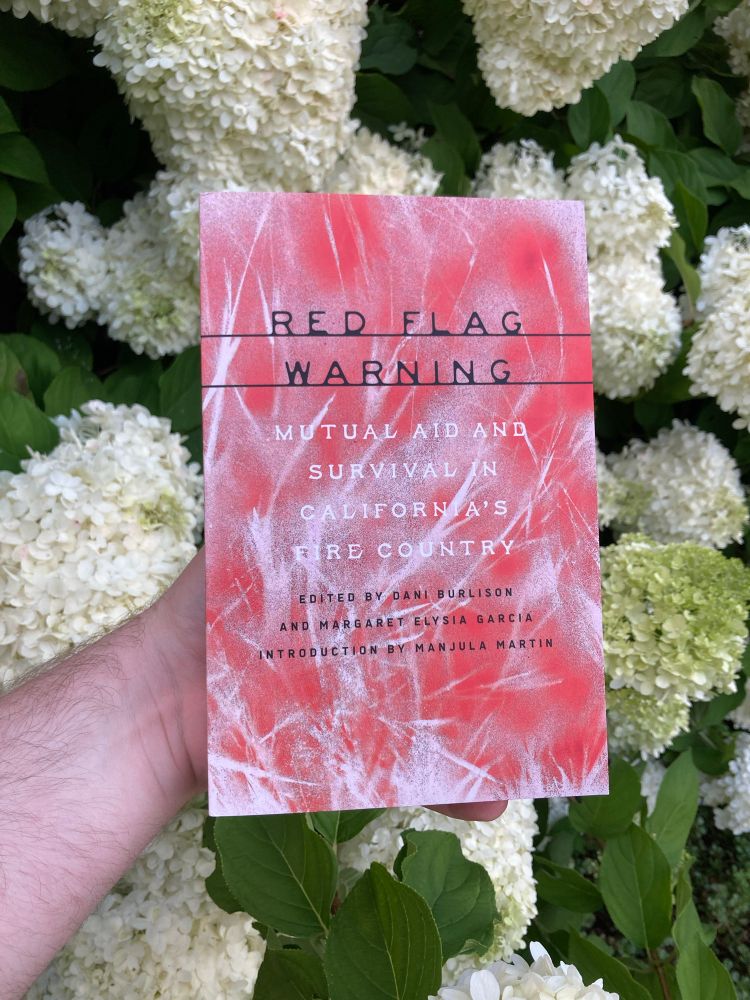 RED FLAG
WARNING
MUTUAL AID AND
SURVIVAL IN
CALIFORNIA'S
FIRE COUNTRY
EDITED BY DANI BURLISON
AND MARGARET ELYSIA GARCIA
INTRODUCTION BY MANJULA MARTIN